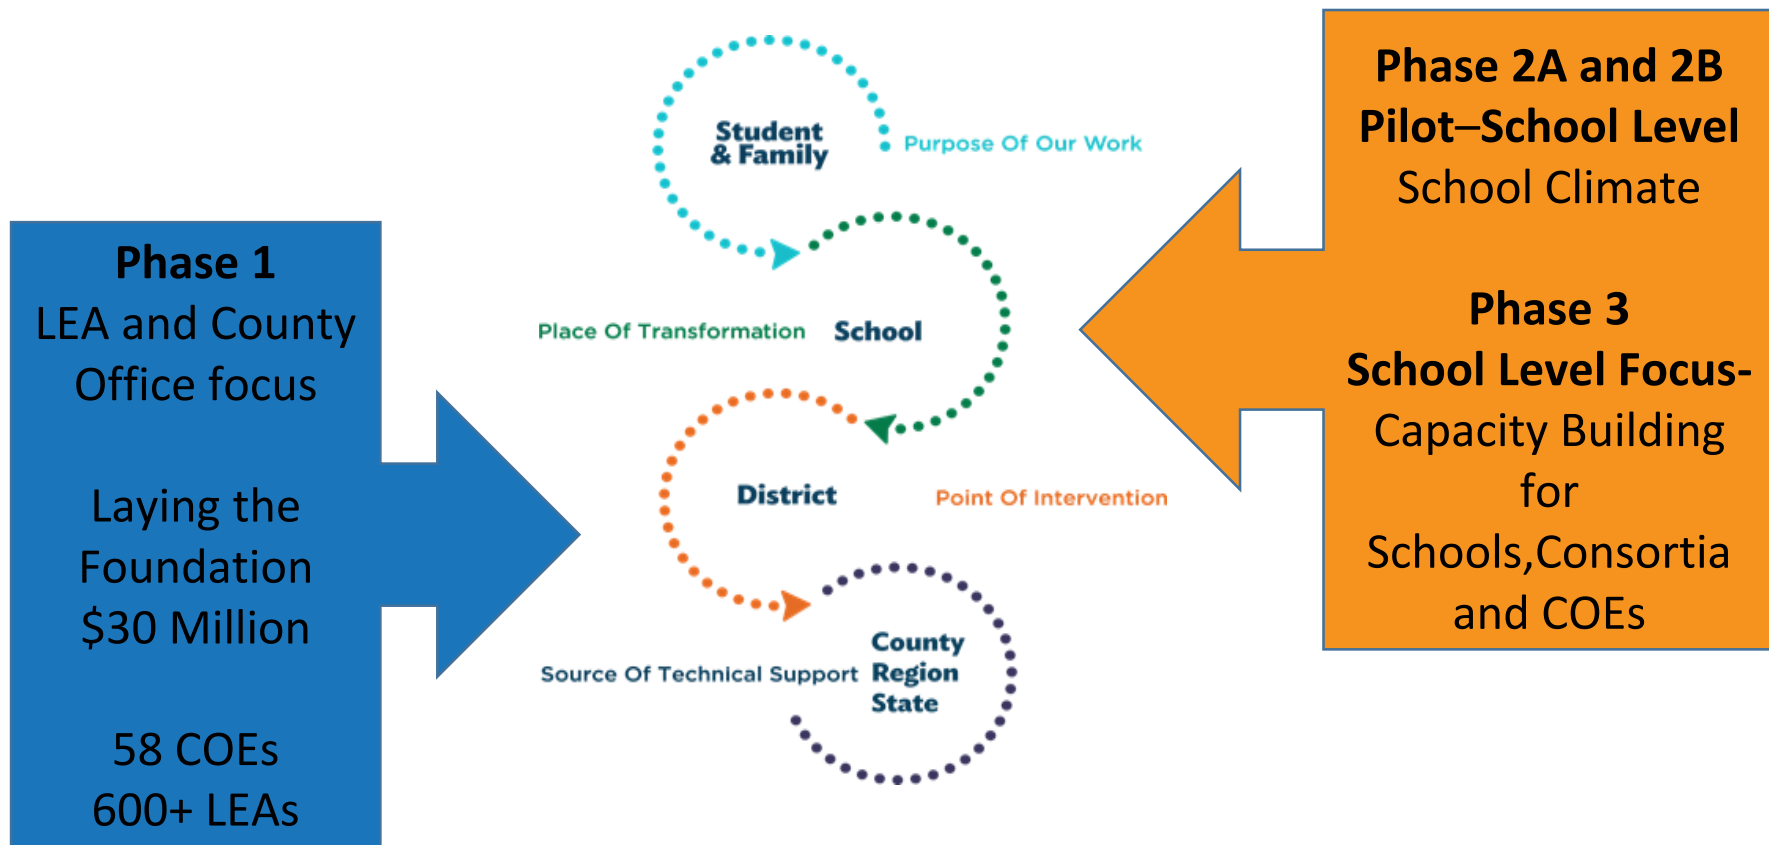 Phase 1
LEA and County
Office focus
Laying the
Foundation
$30 Million
58 COEs
600+ LEAs
Student
& Family
Purpose Of Our Work
Place Of Transformation
School
District
Point Of Intervention
Source Of Technical Support
County
Region
State
Phase 2A and 2B
Pilot–School Level
School Climate
Phase 3
School Level Focus-
Capacity Building
for
Schools,Consortia
and COEs